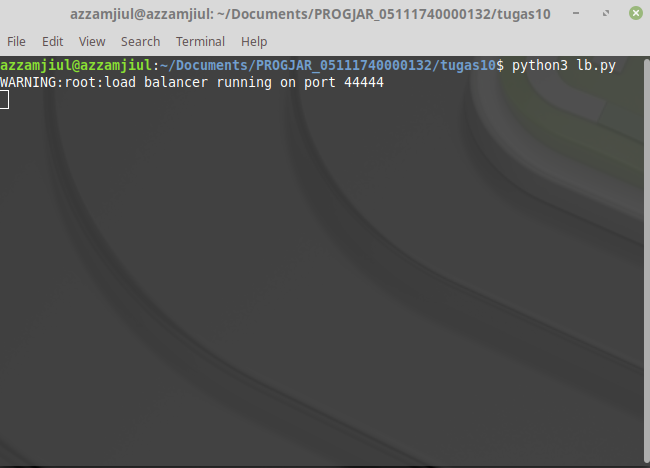 azzamjiul@azzamjiul: ~/Documents/PROGJAR_05111740000132/tugas10
File Edit View Search Terminal Help
azzamjiul@azzamjiul:~/Documents/PROGJAR_05111740000132/tugas10$ python3 lb.py
WARNING:root:load balancer running on port 44444